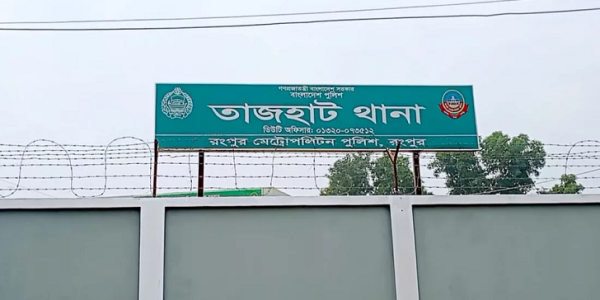 গণপ্রজাতন্ত্রী বাংলাদেশ সরকার
বাংলাদেশ পুলিশ
তাজহাট থানা
ডিউটি অফিসার: ০১৩২০-০৭৩৫১২
রংপুর মেট্রোপলিটন পুলিশ, রংপুর